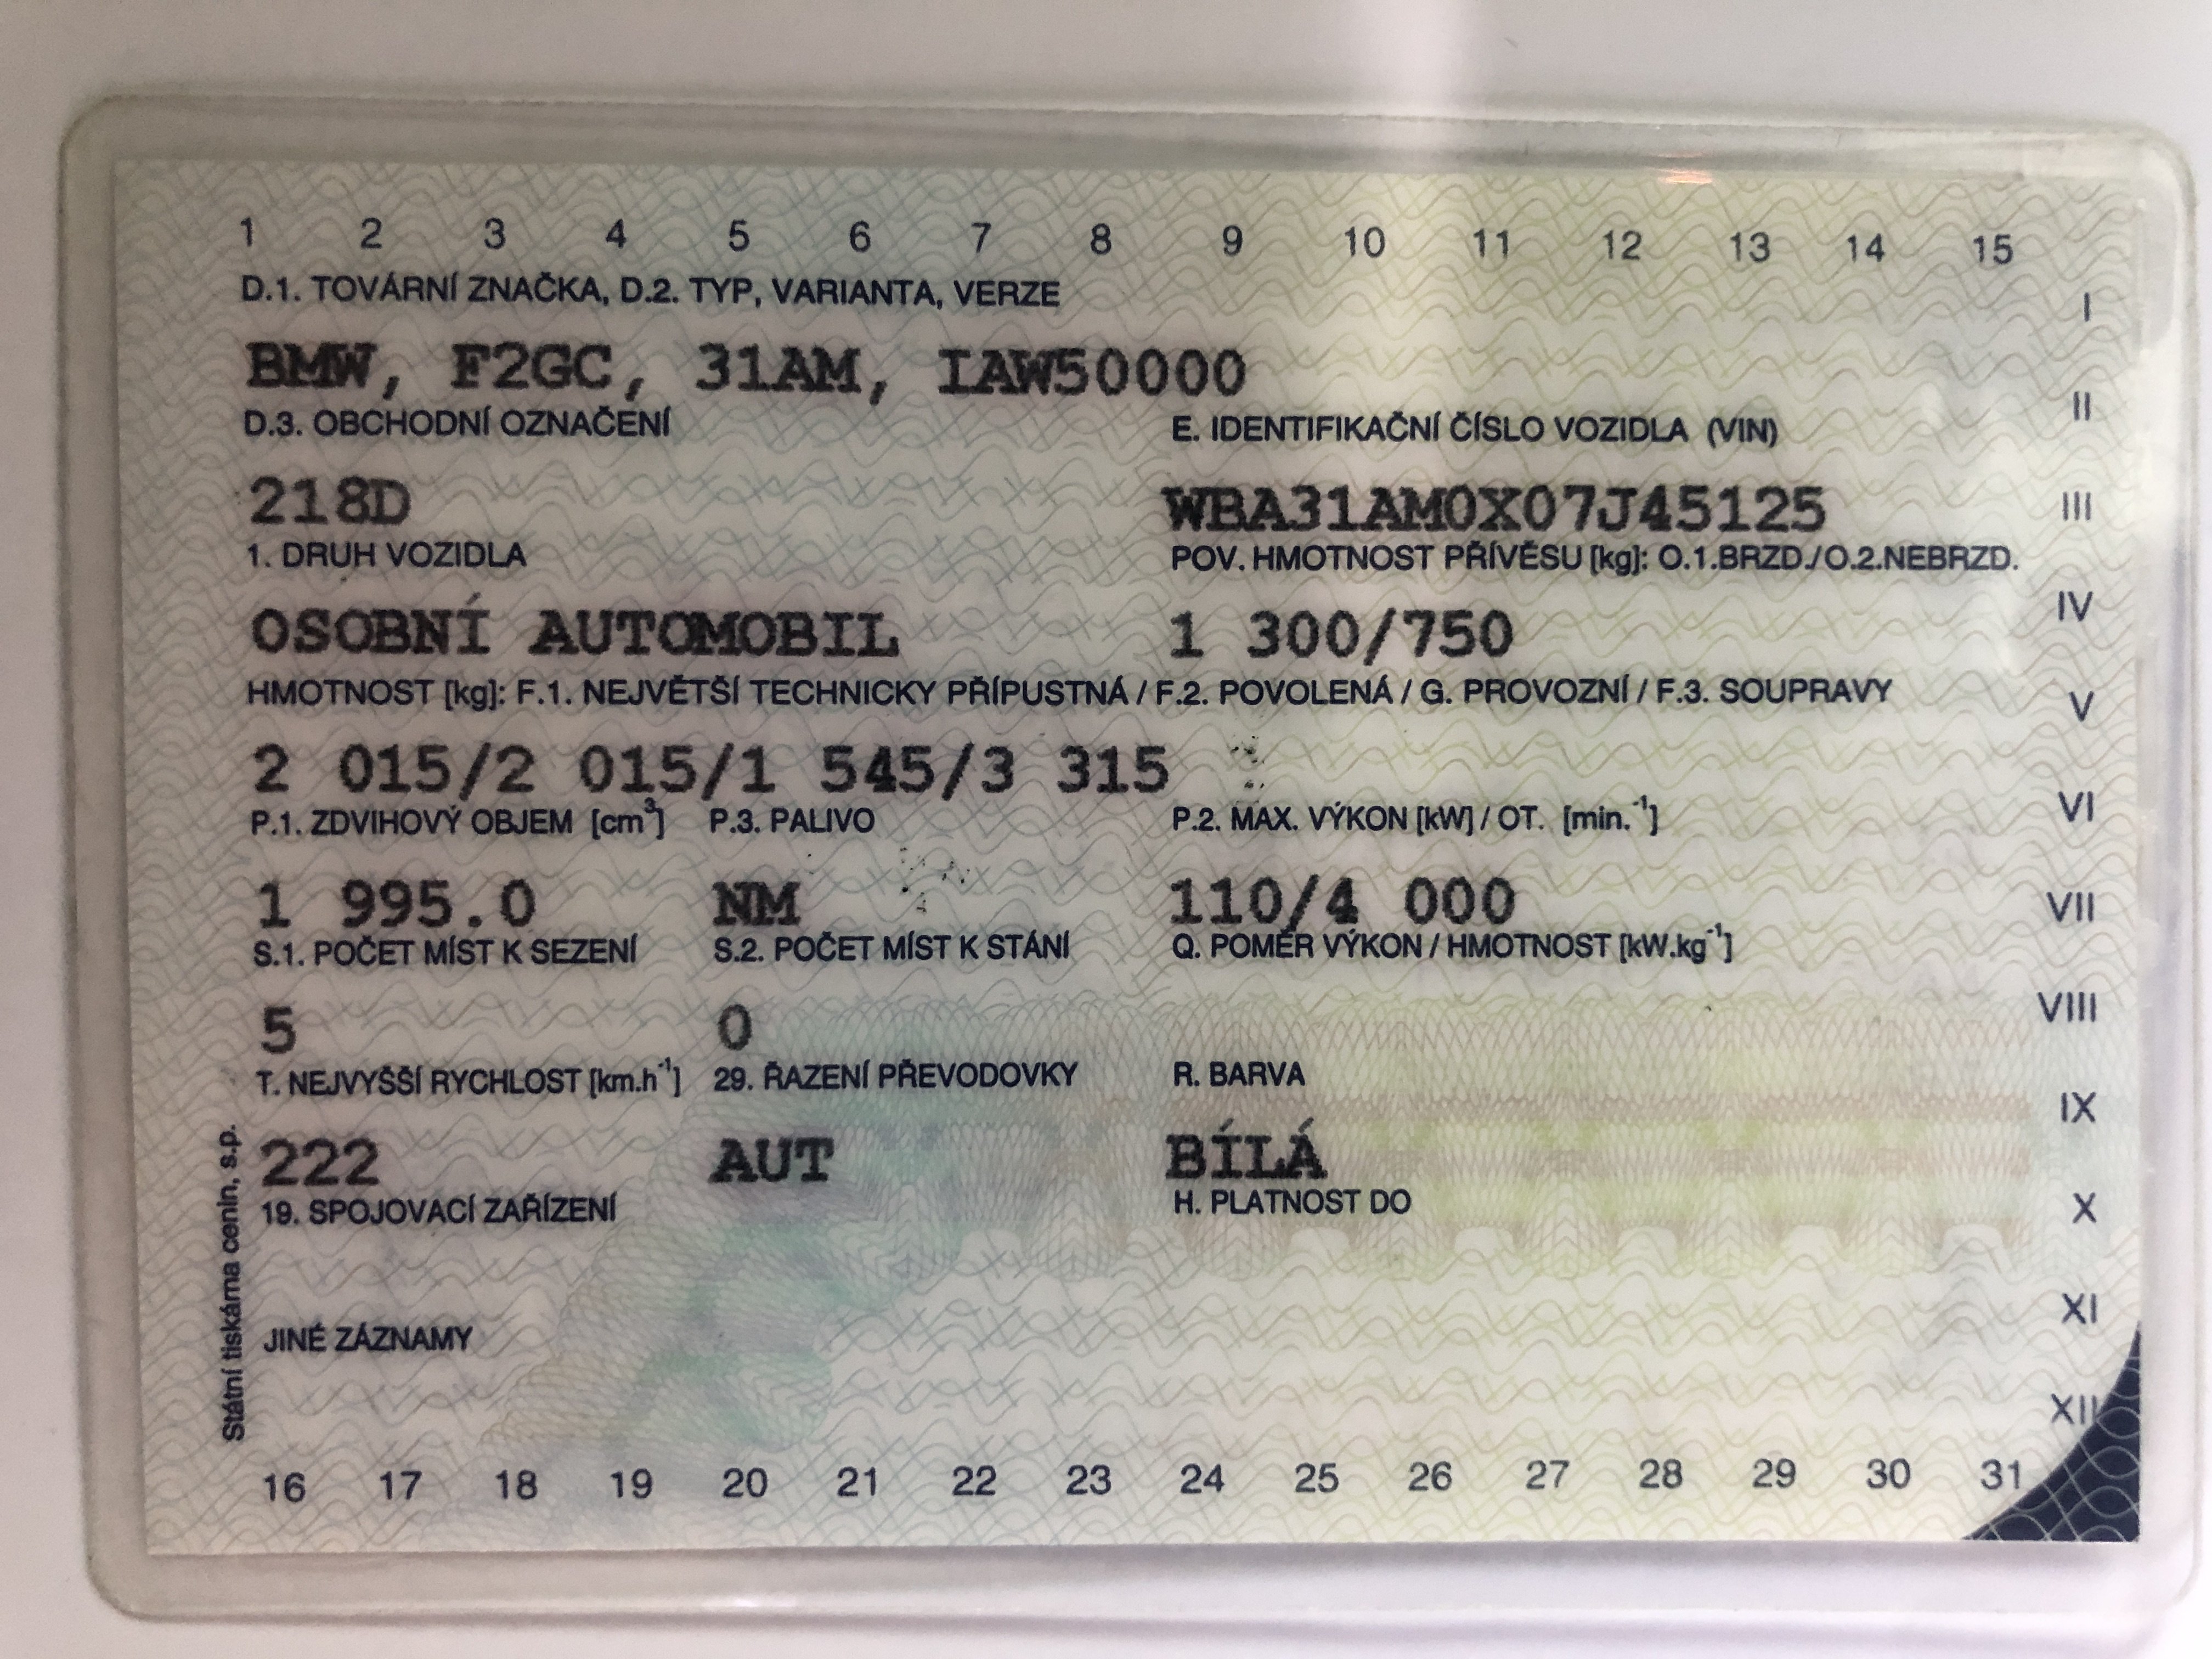 1 2 3 4 5 6 7 8 9 10 11 12 13 14 15
D.1. TOVÁRNÍ ZNAČKA, D.2. TYP, VARIANTA, VERZE
I
BMW, F2GC, 31AM, IAW50000
D.3. OBCHODNÍ OZNAČENÍ E. IDENTIFIKAČNÍ ČÍSLO VOZIDLA (VIN)
II
218D WBA31AM0X07J45125
III
1. DRUH VOZIDLA POV. HMOTNOST PŘÍVĚSU [kg]: O.1.BRZD./O.2.NEBRZD.
OSOBNÍ AUTOMOBIL 1 300/750
IV
HMOTNOST [kg]: F.1. NEJVĚTŠÍ TECHNICKY PŘÍPUSTNÁ / F.2. POVOLENÁ / G. PROVOZNÍ / F.3. SOUPRAVY
V
2 015/2 015/1 545/3 315
P.1. ZDVIHOVÝ OBJEM [cm³] P.3. PALIVO P.2. MAX. VÝKON [kW] / OT. [min.⁻¹]
VI
1 995.0 NM 110/4 000
VII
S.1. POČET MÍST K SEZENÍ S.2. POČET MÍST K STÁNÍ Q. POMĚR VÝKON / HMOTNOST [kW.kg⁻¹]
5 0
VIII
T. NEJVYŠŠÍ RYCHLOST [km.h⁻¹] 29. ŘAZENÍ PŘEVODOVKY R. BARVA
IX
222 AUT BÍLÁ
19. SPOJOVACÍ ZAŘÍZENÍ H. PLATNOST DO
X
XI
JINÉ ZÁZNAMY
XII
16 17 18 19 20 21 22 23 24 25 26 27 28 29 30 31
Státní tiskárna cenin, s.p.